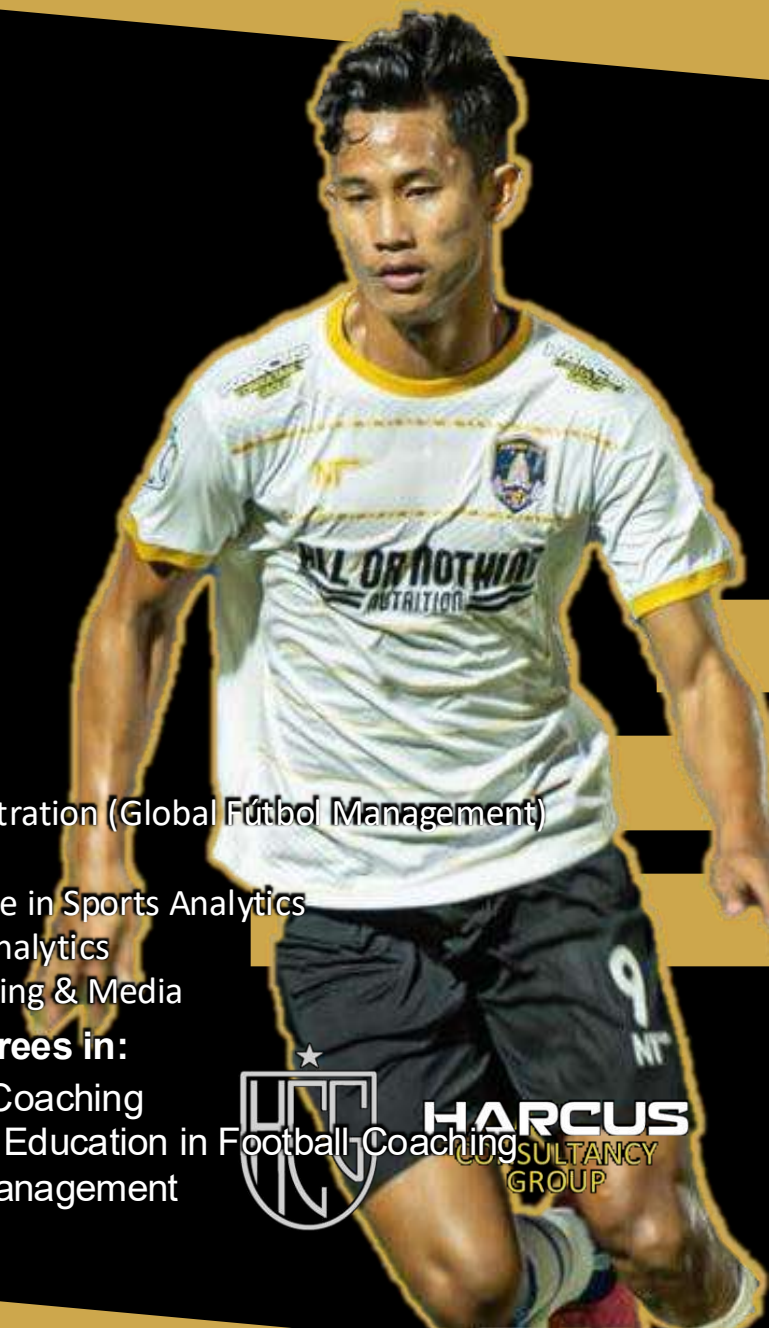 ALL OR NOTHING
NUTRITION
tration (Global Fútbol Management)
e in Sports Analytics
nalytics
ing & Media
rees in:
Coaching
Education in Football Coaching
anagement
9
HCG
HARCUS
CONSULTANCY
GROUP